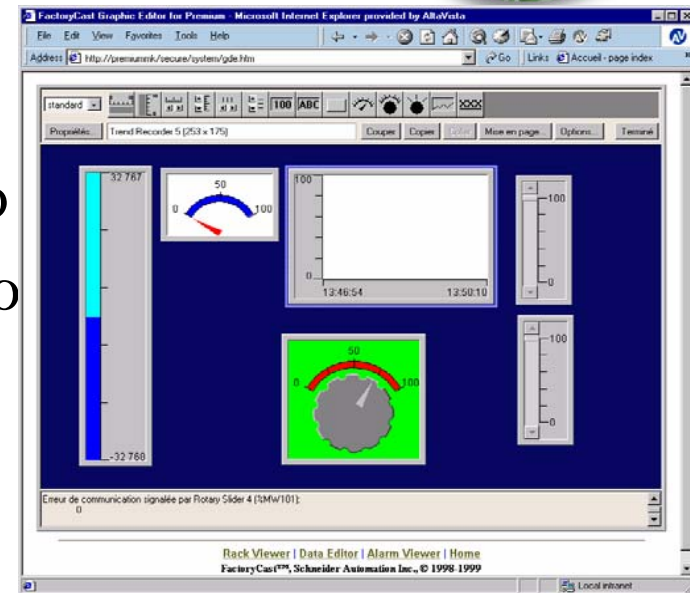 FactoryCast Graphic Editor for Premium - Microsoft Internet Explorer provided by AltaVista
File Edit View Favorites Tools Help
Address http://premiummk/secure/system/gde.htm Go Links Accueil - page index
standard 100 ABC XXX
Propriétés... Trend Recorder 5 (253 x 175) Couper Copier Coller Mise en page... Options... Terminé
32 767
-32 768
50
0 100
100
0
13:46:54 13:50:10
100
0
50
0 100
100
0
Erreur de communication signalée par Rotary Slider 4 (%MW101):
0
Rack Viewer | Data Editor | Alarm Viewer | Home
FactoryCast™, Schneider Automation Inc., © 1998-1999
Local intranet